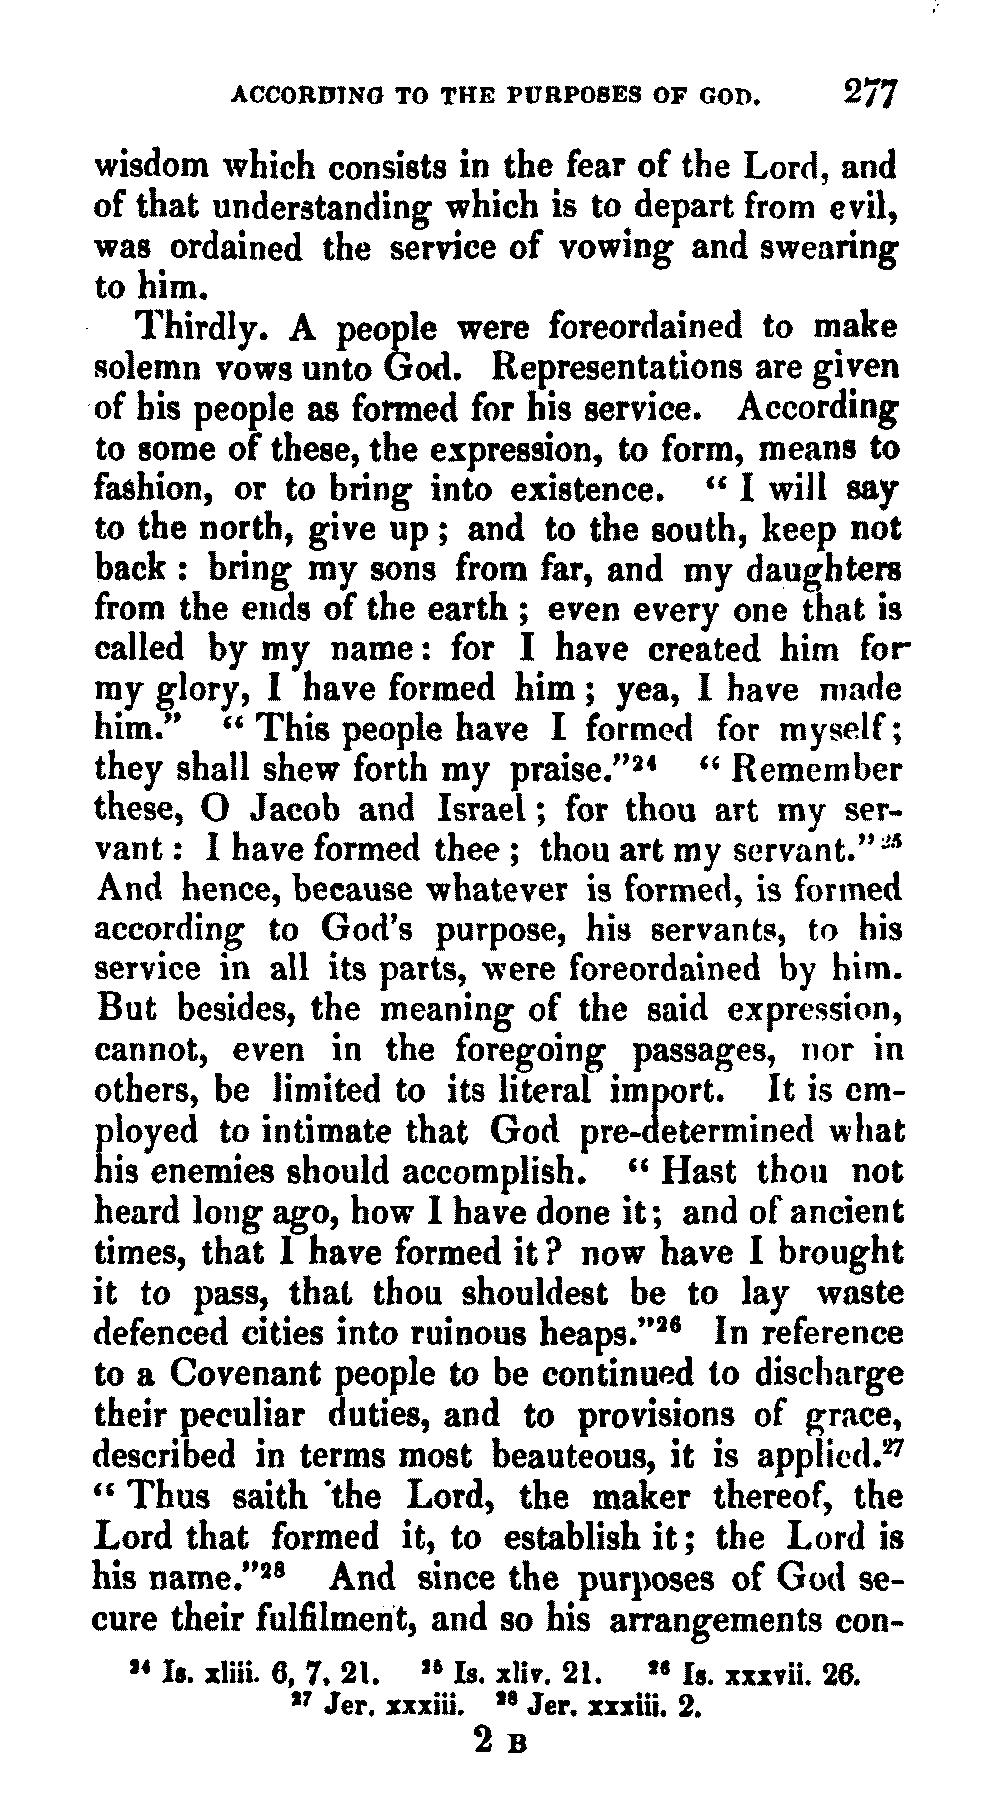 ACCORDING TO THE PURPOSES OF GOD. 277
wisdom which consists in the fear of the Lord, and
of that understanding which is to depart from evil,
was ordained the service of vowing and swearing
to him.
Thirdly. A people were foreordained to make
solemn vows unto God. Representations are given
of his people as formed for his service. According
to some of these, the expression, to form, means to
fashion, or to bring into existence. “ I will say
to the north, give up ; and to the south, keep not
back : bring my sons from far, and my daughters
from the ends of the earth ; even every one that is
called by my name : for I have created him for
my glory, I have formed him ; yea, I have made
him.” “ This people have I formed for myself ;
they shall shew forth my praise.”²⁴ “ Remember
these, O Jacob and Israel ; for thou art my ser-
vant : I have formed thee ; thou art my servant.”²⁵
And hence, because whatever is formed, is formed
according to God’s purpose, his servants, to his
service in all its parts, were foreordained by him.
But besides, the meaning of the said expression,
cannot, even in the foregoing passages, nor in
others, be limited to its literal import. It is em-
ployed to intimate that God pre-determined what
his enemies should accomplish. “ Hast thou not
heard long ago, how I have done it ; and of ancient
times, that I have formed it ? now have I brought
it to pass, that thou shouldest be to lay waste
defenced cities into ruinous heaps.”²⁶ In reference
to a Covenant people to be continued to discharge
their peculiar duties, and to provisions of grace,
described in terms most beauteous, it is applied.²⁷
“ Thus saith the Lord, the maker thereof, the
Lord that formed it, to establish it ; the Lord is
his name.”²⁸ And since the purposes of God se-
cure their fulfilment, and so his arrangements con-
²⁴ Is. xliii. 6, 7, 21. ²⁵ Is. xliv. 21. ²⁶ Is. xxxvii. 26.
²⁷ Jer. xxxiii. ²⁸ Jer. xxxiii. 2.
2 B